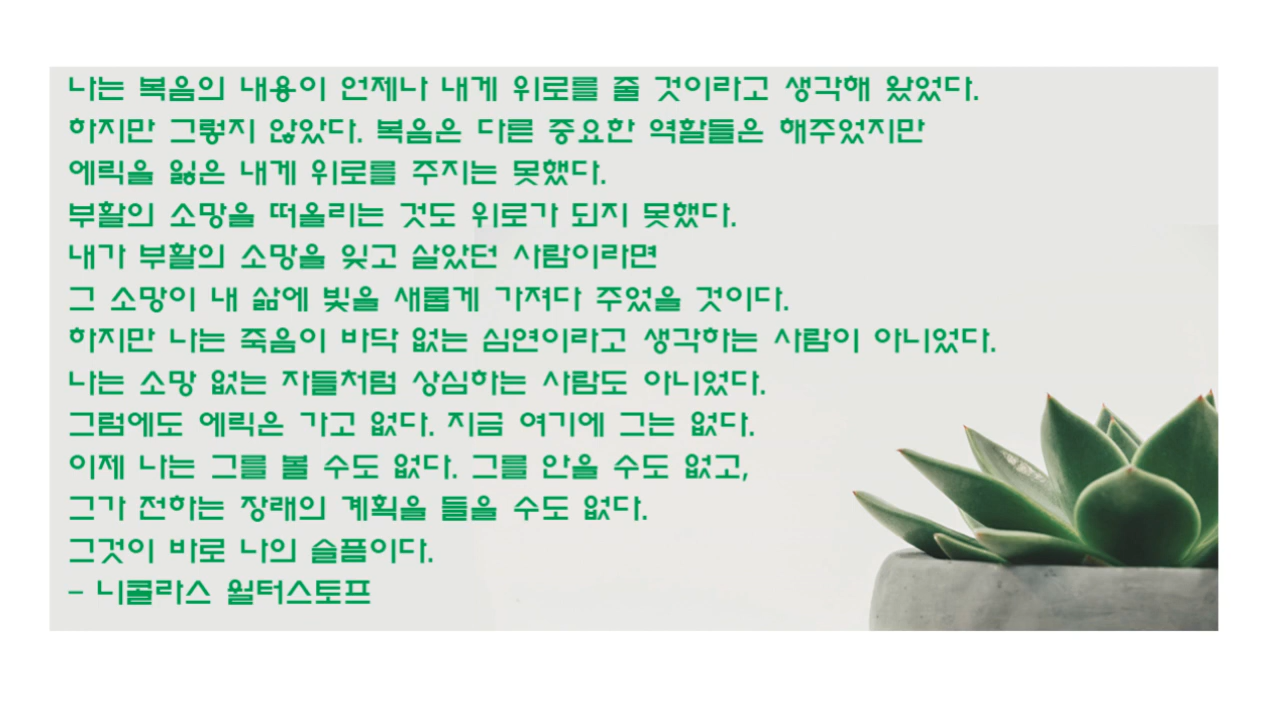 나는 복음의 내용이 언제나 내게 위로를 줄 것이라고 생각해 왔었다.
하지만 그렇지 않았다. 복음은 다른 중요한 역할들은 해주었지만
에릭을 잃은 내게 위로를 주지는 못했다.
부활의 소망을 떠올리는 것도 위로가 되지 못했다.
내가 부활의 소망을 잊고 살았던 사람이라면
그 소망이 내 삶에 빛을 새롭게 가져다 주었을 것이다.
하지만 나는 죽음이 바닥 없는 심연이라고 생각하는 사람이 아니었다.
나는 소망 없는 자들처럼 상심하는 사람도 아니었다.
그럼에도 에릭은 가고 없다. 지금 여기에 그는 없다.
이제 나는 그를 볼 수도 없다. 그를 안을 수도 없고,
그가 전하는 장래의 계획을 들을 수도 없다.
그것이 바로 나의 슬픔이다.
– 니콜라스 월터스토프